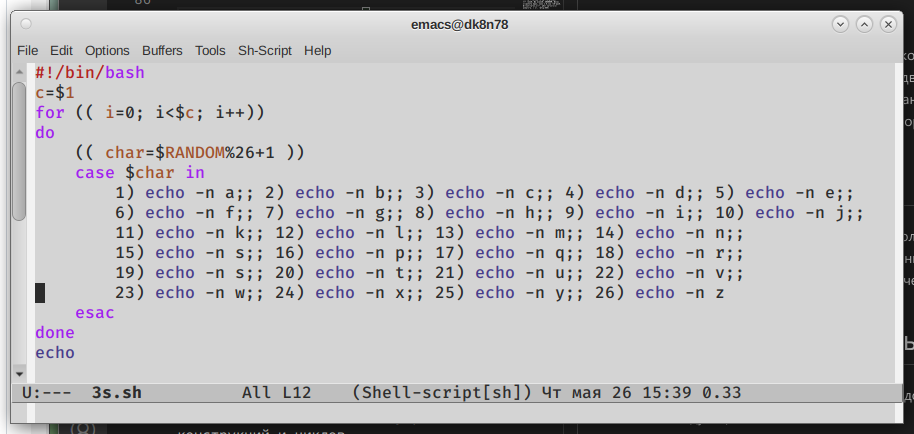 emacs@dk8n78
File Edit Options Buffers Tools Sh-Script Help
#!/bin/bash
c=$1
for (( i=0; i<$c; i++))
do
    (( char=$RANDOM%26+1 ))
    case $char in
        1) echo -n a;; 2) echo -n b;; 3) echo -n c;; 4) echo -n d;; 5) echo -n e;;
        6) echo -n f;; 7) echo -n g;; 8) echo -n h;; 9) echo -n i;; 10) echo -n j;;
        11) echo -n k;; 12) echo -n l;; 13) echo -n m;; 14) echo -n n;;
        15) echo -n s;; 16) echo -n p;; 17) echo -n q;; 18) echo -n r;;
        19) echo -n s;; 20) echo -n t;; 21) echo -n u;; 22) echo -n v;;
        23) echo -n w;; 24) echo -n x;; 25) echo -n y;; 26) echo -n z
    esac
done
echo
U:--- 3s.sh All L12 (Shell-script[sh]) Чт мая 26 15:39 0.33